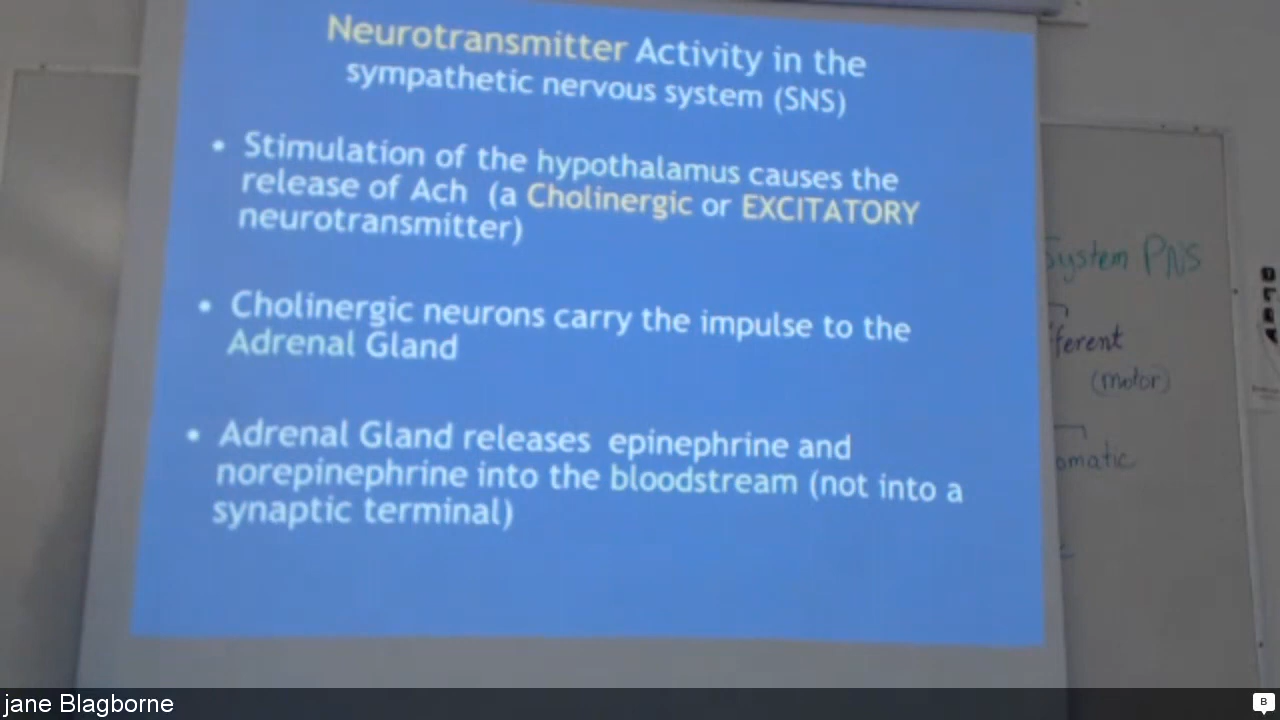 Neurotransmitter Activity in the
sympathetic nervous system (SNS)
• Stimulation of the hypothalamus causes the
release of Ach (a Cholinergic or EXCITATORY
neurotransmitter)
• Cholinergic neurons carry the impulse to the
Adrenal Gland
• Adrenal Gland releases epinephrine and
norepinephrine into the bloodstream (not into a
synaptic terminal)
System PNS
fferent
(motor)
omatic
jane Blagborne
B